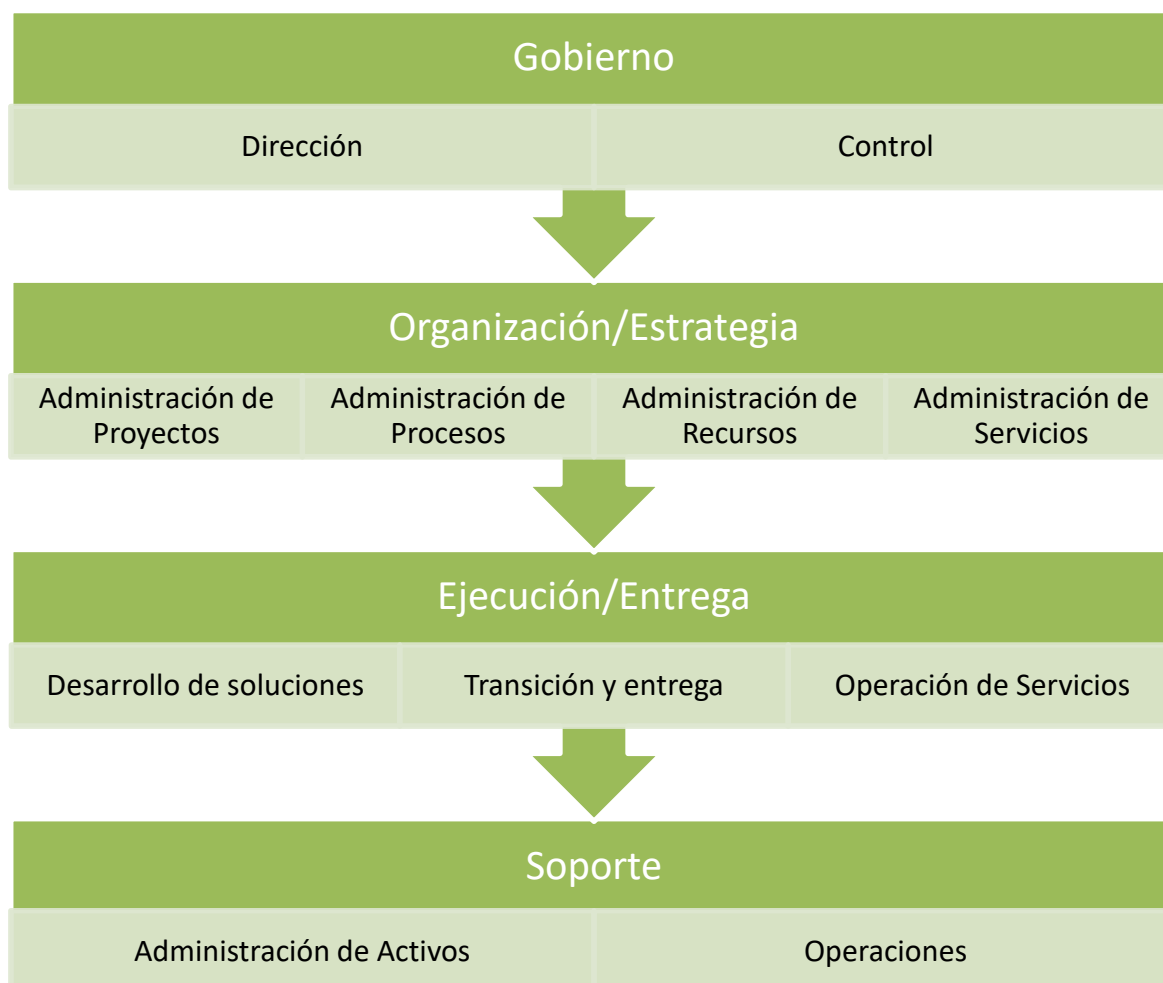 Gobierno
Dirección
Control
Organización/Estrategia
Administración de
Proyectos
Administración de
Procesos
Administración de
Recursos
Administración de
Servicios
Ejecución/Entrega
Desarrollo de soluciones
Transición y entrega
Operación de Servicios
Soporte
Administración de Activos
Operaciones